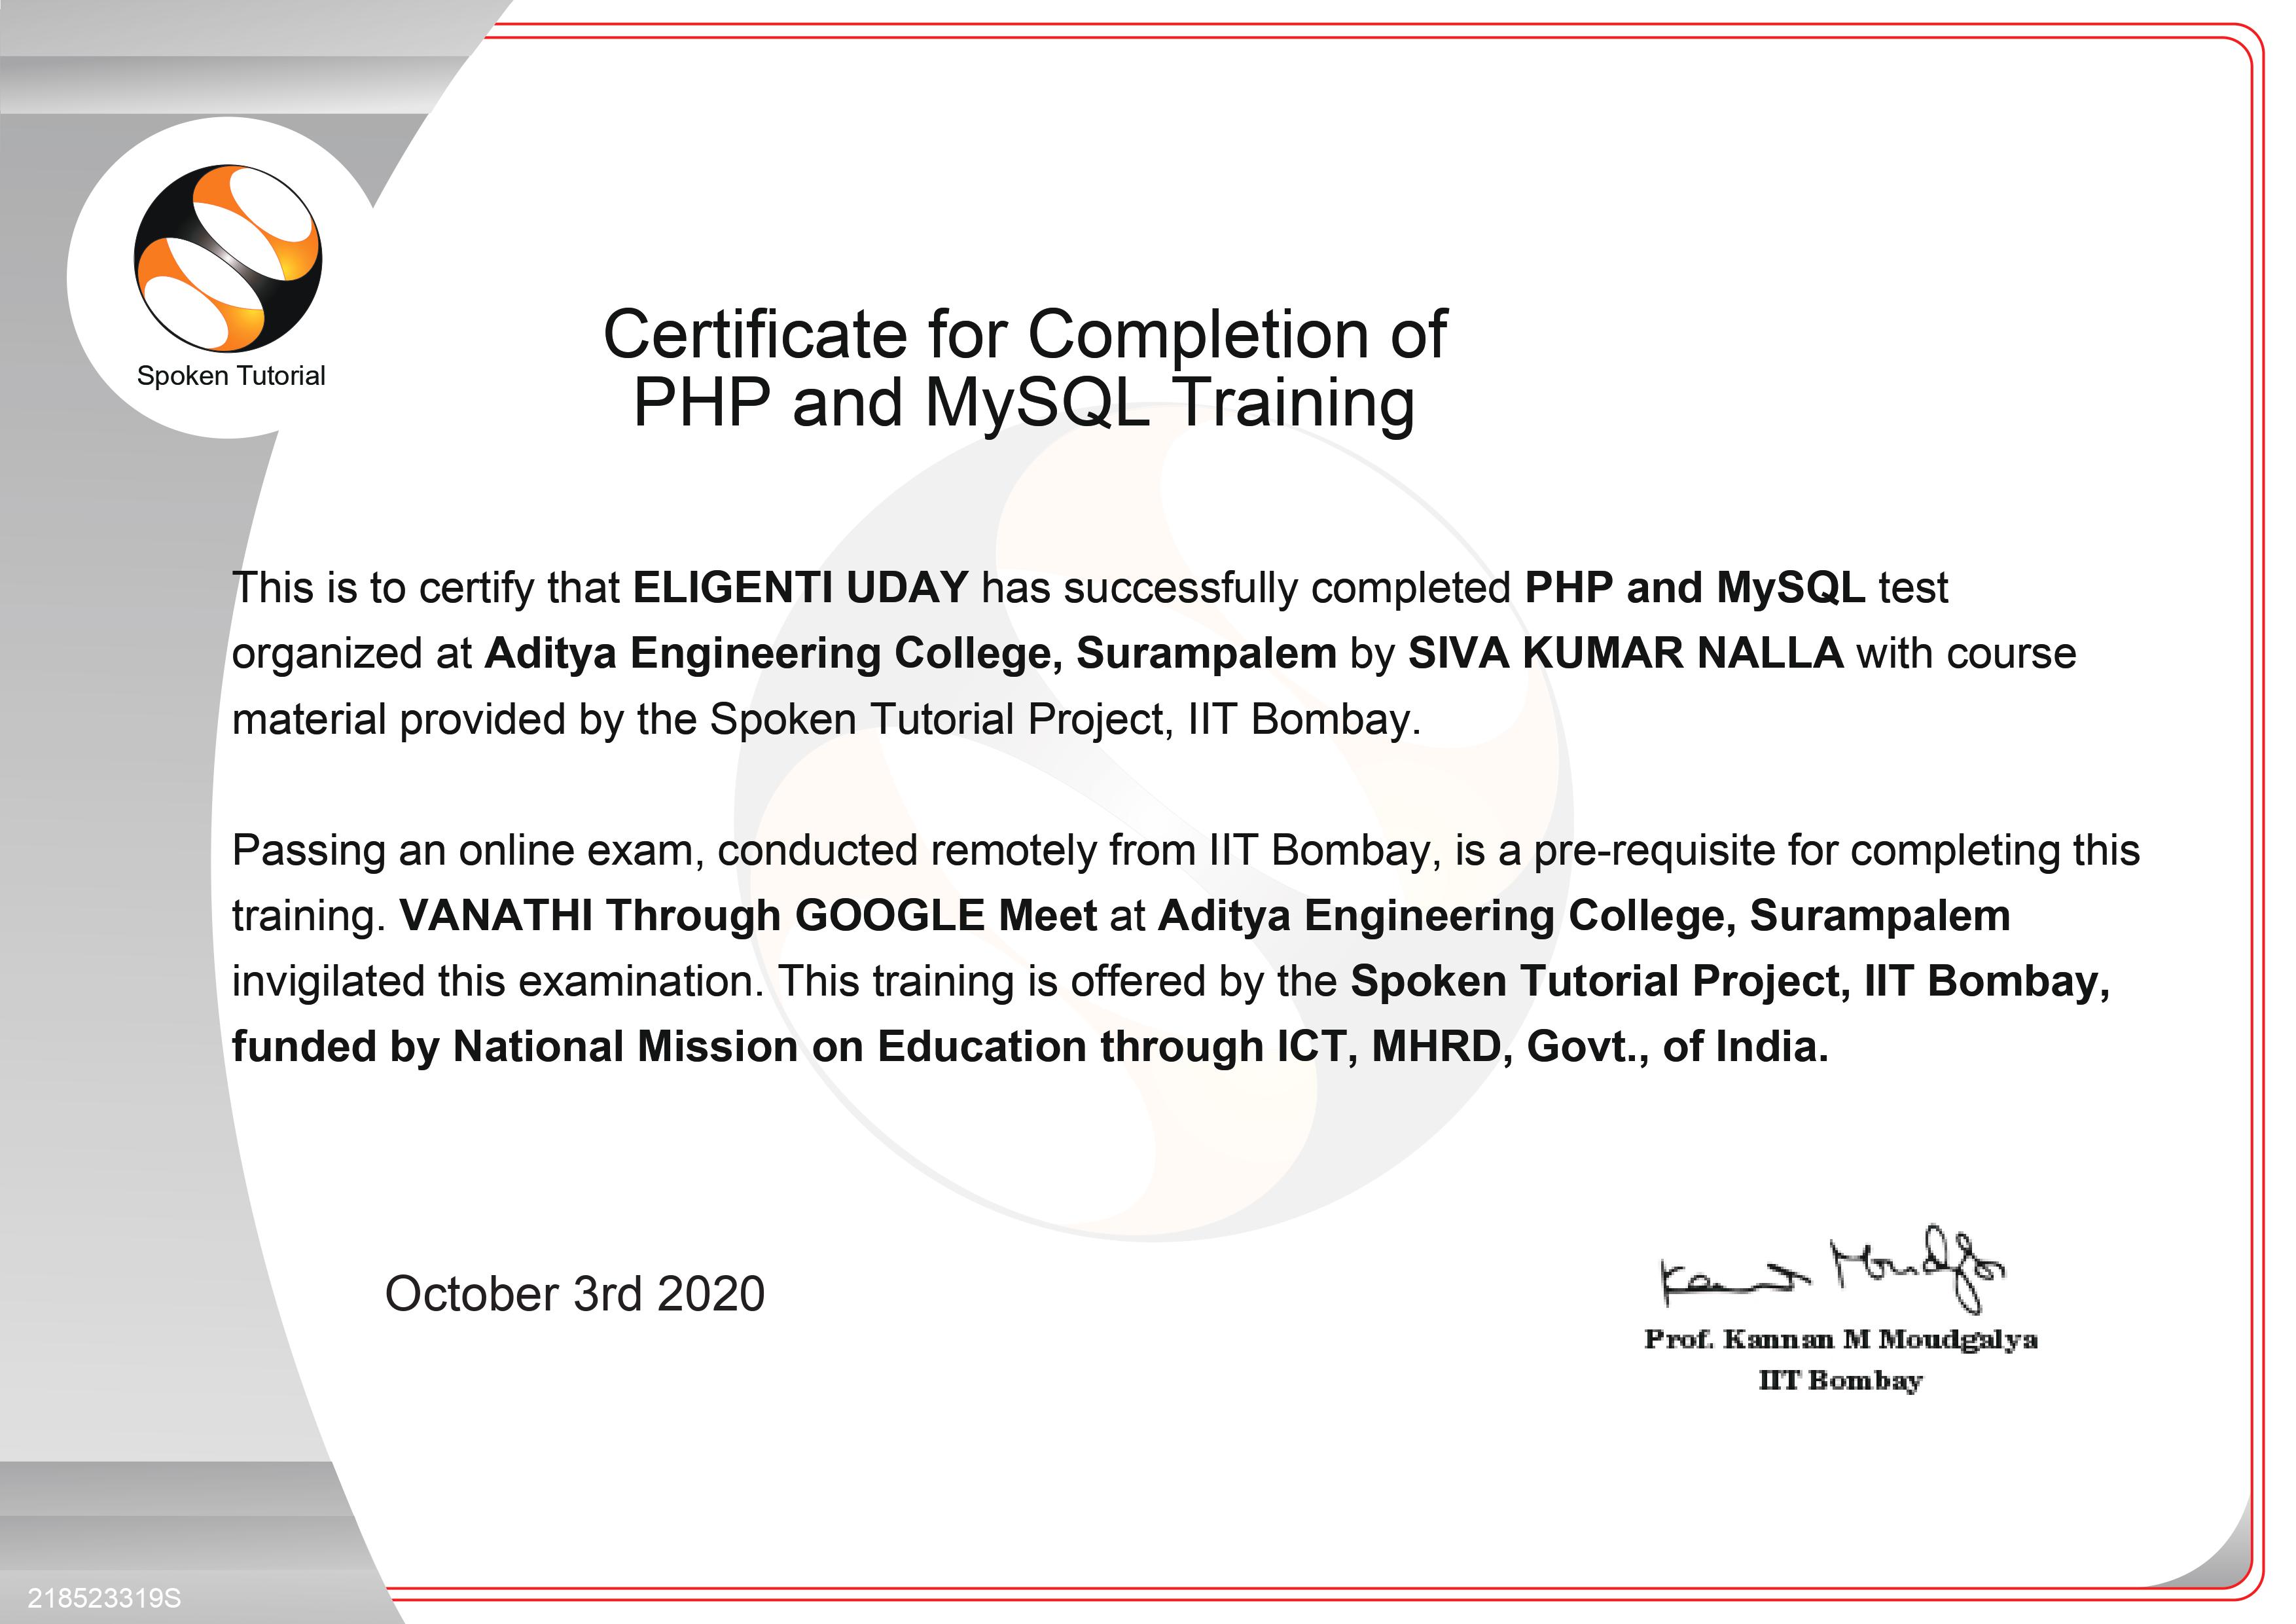 Spoken Tutorial
Certificate for Completion of
PHP and MySQL Training
This is to certify that ELIGENTI UDAY has successfully completed PHP and MySQL test
organized at Aditya Engineering College, Surampalem by SIVA KUMAR NALLA with course
material provided by the Spoken Tutorial Project, IIT Bombay.
Passing an online exam, conducted remotely from IIT Bombay, is a pre-requisite for completing this
training. VANATHI Through GOOGLE Meet at Aditya Engineering College, Surampalem
invigilated this examination. This training is offered by the Spoken Tutorial Project, IIT Bombay,
funded by National Mission on Education through ICT, MHRD, Govt., of India.
October 3rd 2020
Kannan Moudgalya
Prof. Kannan M Moudgalya
IIT Bombay
218523319S